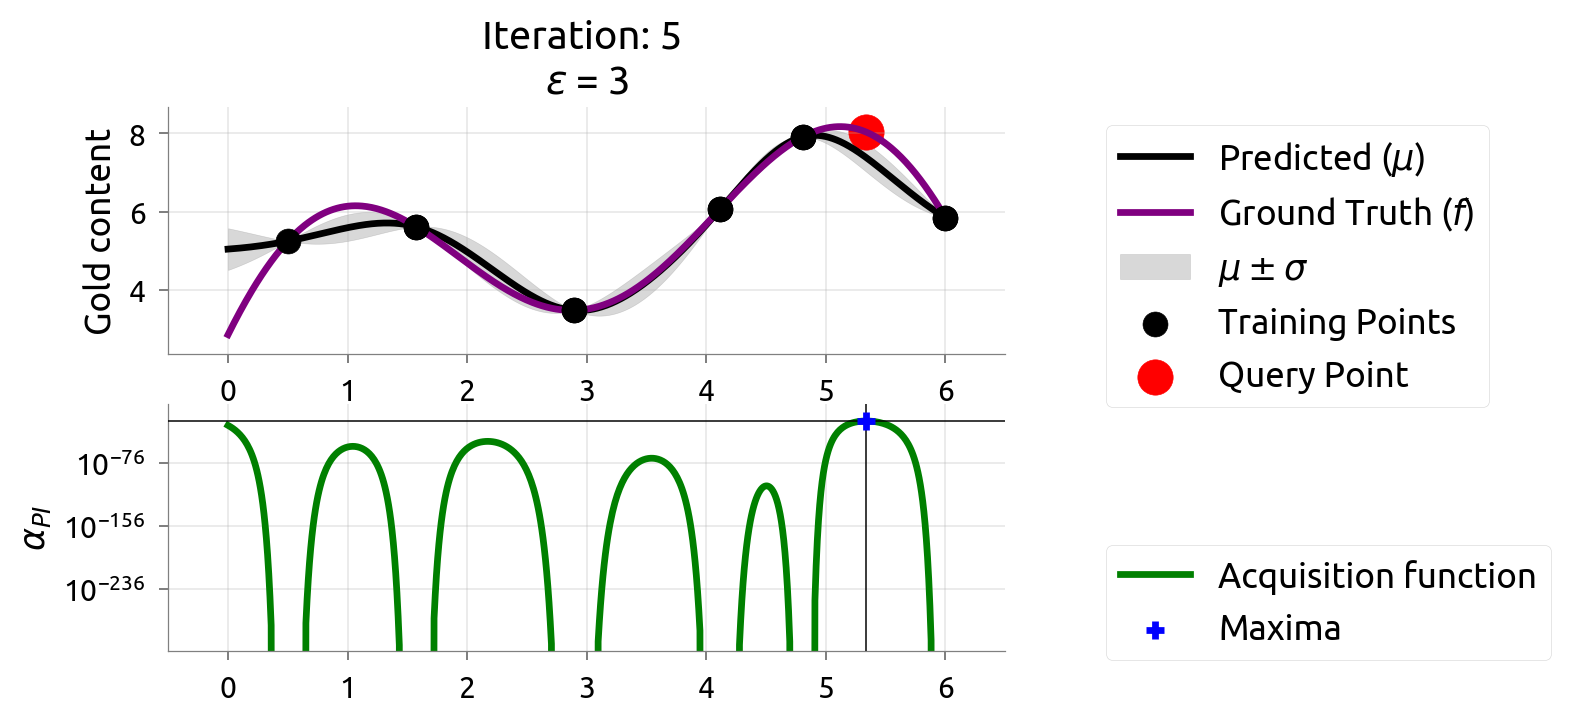 Iteration: 5
ε = 3
Gold content
8
6
4
0 1 2 3 4 5 6
Predicted (μ)
Ground Truth (f)
μ ± σ
Training Points
Query Point
α_PI
10⁻⁷⁶
10⁻¹⁵⁶
10⁻²³⁶
0 1 2 3 4 5 6
Acquisition function
Maxima